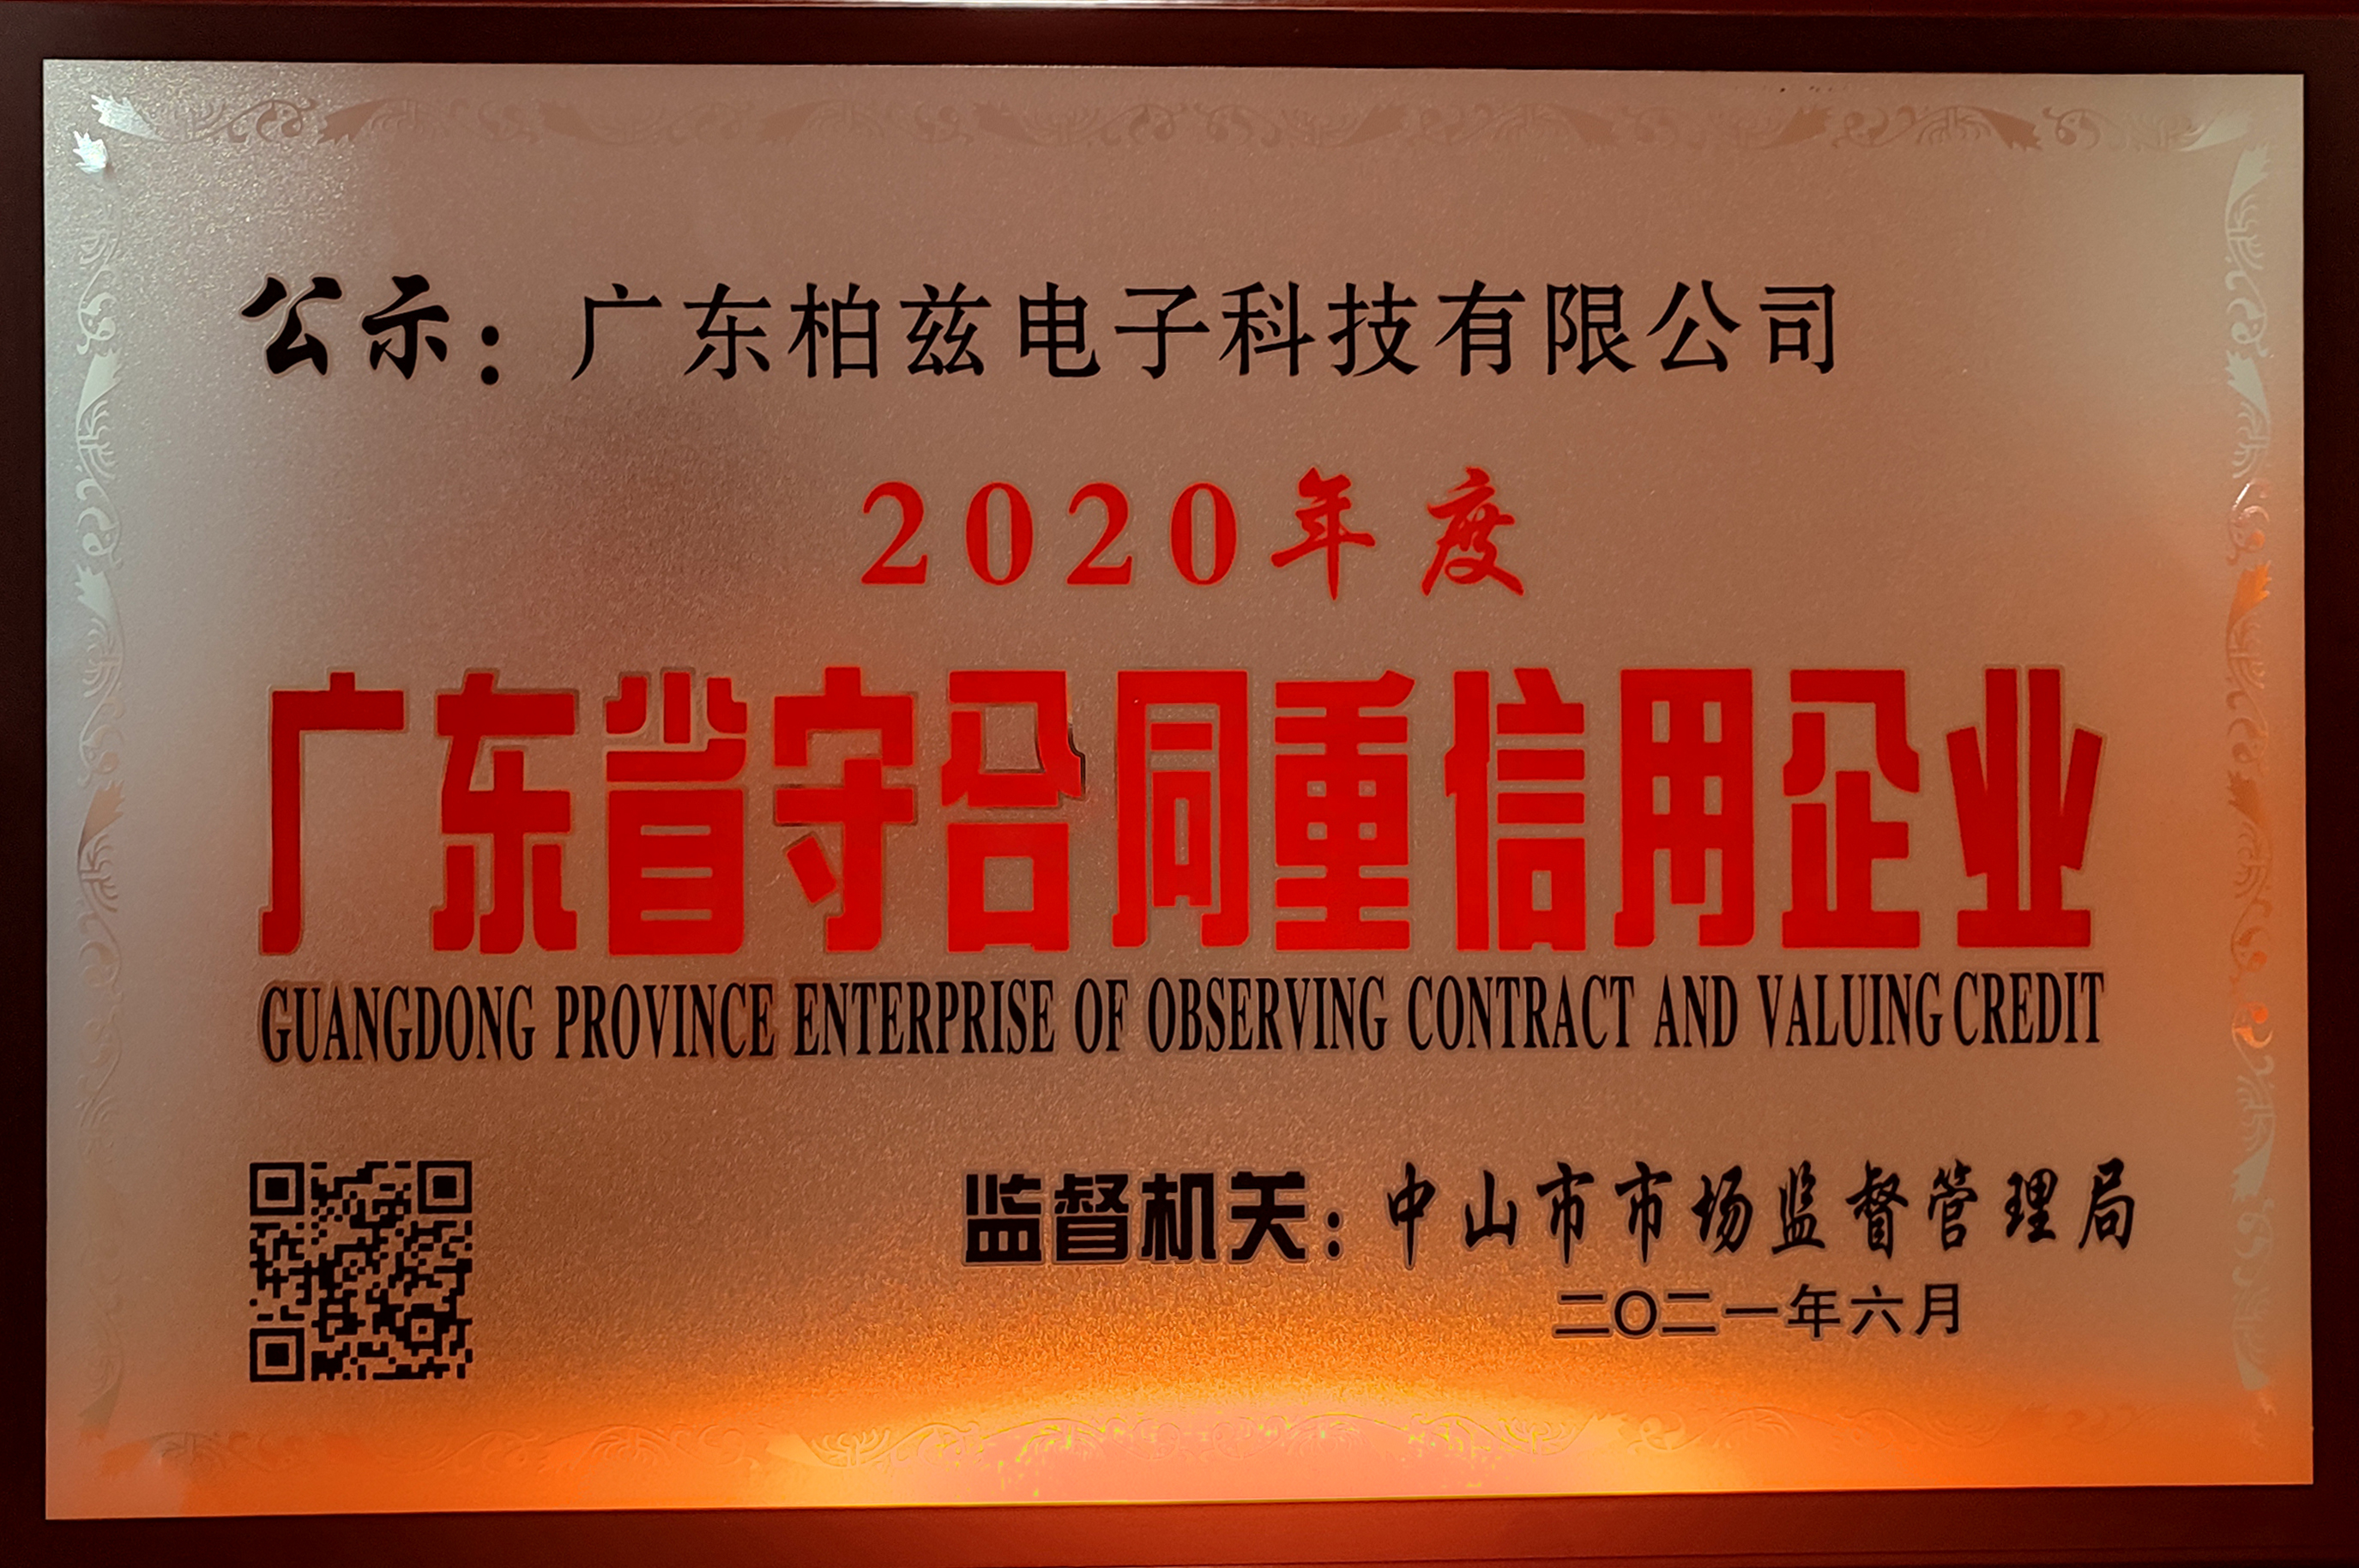 公示：广东柏兹电子科技有限公司
2020年度
广东省守合同重信用企业
GUANGDONG PROVINCE ENTERPRISE OF OBSERVING CONTRACT AND VALUING CREDIT
监督机关：中山市市场监督管理局
二〇二一年六月